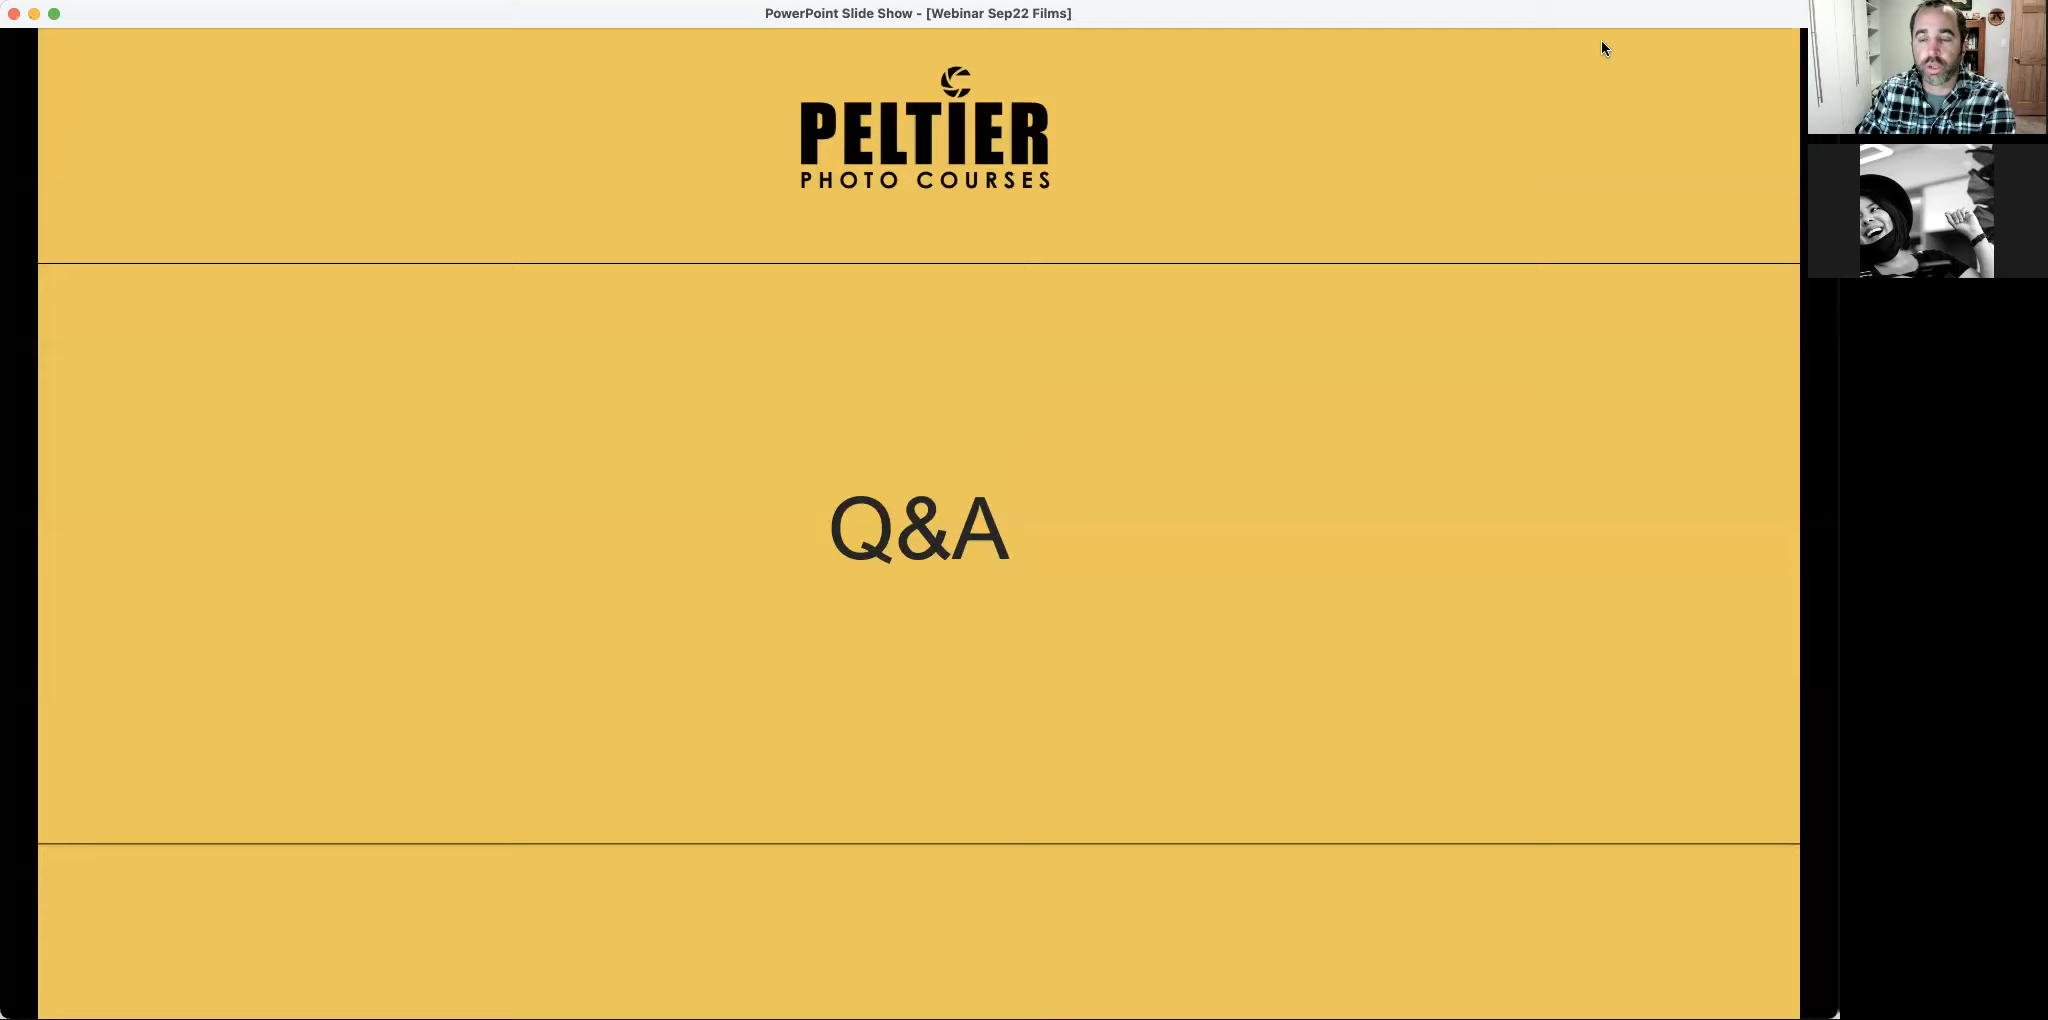 PowerPoint Slide Show - [Webinar Sep22 Films]
PELTIER
PHOTO COURSES
Q&A